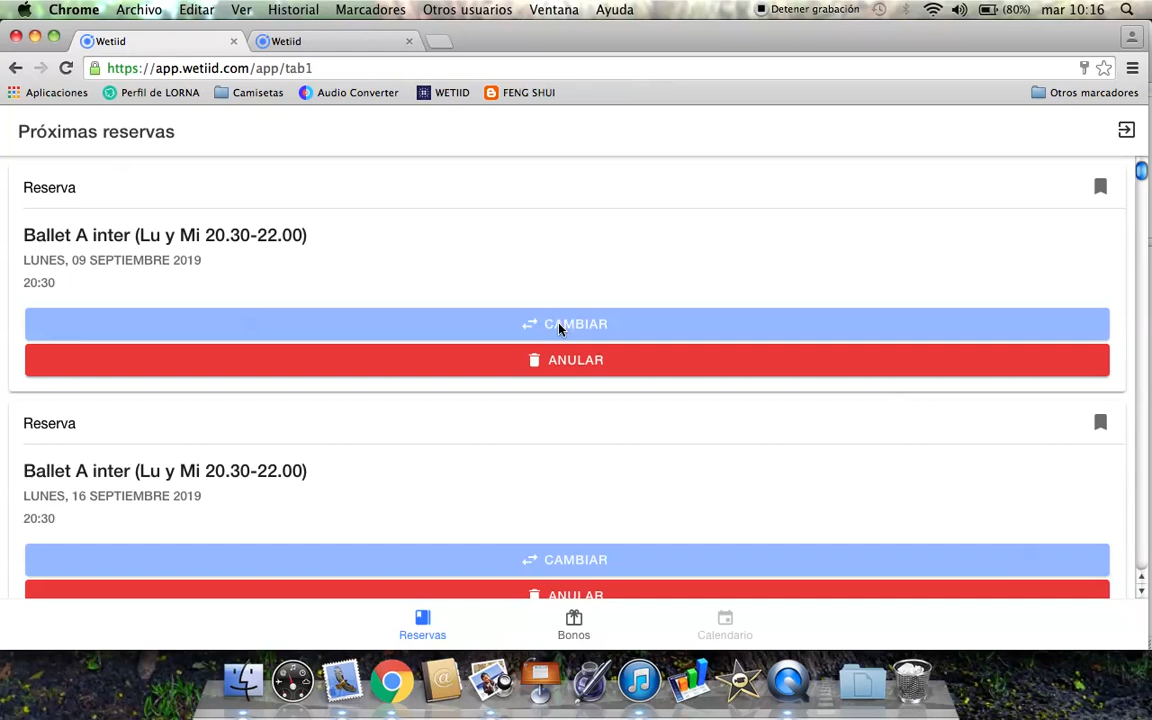 Chrome Archivo Editar Ver Historial Marcadores Otros usuarios Ventana Ayuda Detener grabación (80%) mar 10:16
Wetiid Wetiid
https://app.wetiid.com/app/tab1
Aplicaciones Perfil de LORNA Camisetas Audio Converter WETIID FENG SHUI Otros marcadores
Próximas reservas
Reserva
Ballet A inter (Lu y Mi 20.30-22.00)
LUNES, 09 SEPTIEMBRE 2019
20:30
CAMBIAR
ANULAR
Reserva
Ballet A inter (Lu y Mi 20.30-22.00)
LUNES, 16 SEPTIEMBRE 2019
20:30
CAMBIAR
ANULAR
Reservas Bonos Calendario